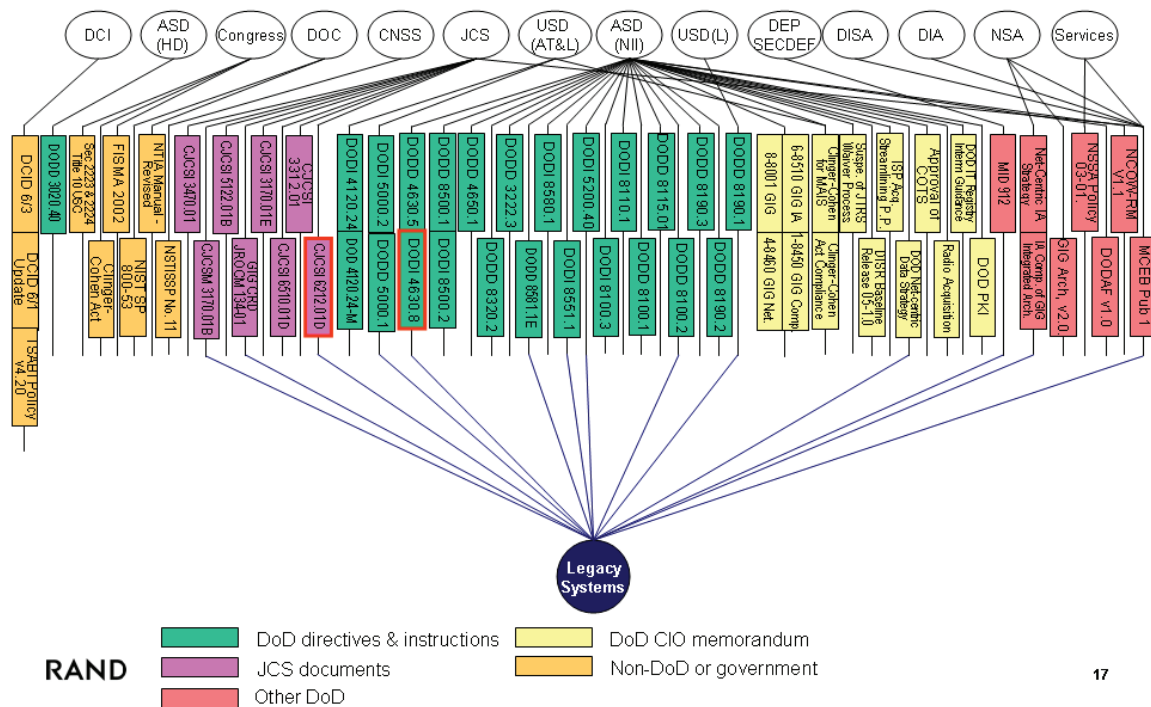 DCI
ASD
(HD)
Congress
DOC
CNSS
JCS
USD
(AT&L)
ASD
(NII)
USD(L)
DEP
SECDEF
DISA
DIA
NSA
Services
DCID 6/3
DODD 3020.40
Sec 2223 & 2224
Title 10 USC
FISMA 2002
NTIA Manual -
Revised
CJCSI 3470.01
CJCSI 5122.01B
CJCSI 3170.01E
CJCSI
3312.01
DOD 4120.24
DODI 5000.2
DODD 4630.5
DODD 8500.1
DODD 4650.1
DODD 3222.3
DODI 8580.1
DODI 5200.40
DODI 8110.1
DODD 8115.01
DODD 8190.3
DODD 8190.1
8-8001 GIG
6-8510 GIG IA
Clinger-Cohen
for MAIS
Suspe. of JTRS
Waiver Process
ISP Acq.
Streamlining P.P.
Approval of
COTS
DOD IT Registry
Interm Guidance
MID 912
Net-Centric IA
Strategy
NSSA Policy
03-01.
NCOW-RM
V1.1
DCID 6/1
Update
Clinger-
Cohen Act
NIST SP
800-53
NSTISSP No. 11
CJCSM 3170.01B
GIG CRD
JROCM 134-01
CJCSI 6510.01D
CJCSI 6212.01D
DOD 4120.24-M
DODD 5000.1
DODI 4630.8
DODI 8500.2
DODD 8320.2
DODD 8581.1E
DODI 8551.1
DODI 8100.3
DODD 8100.1
DODD 8100.2
DODD 8190.2
4-8460 GIG Net.
1-8450 GIG Comp.
Clinger-Cohen
Act Compliance
DISR Baseline
Release 05-1.0
DOD Net-centric
Data Strategy
Radio Acquisition
DOD PKI
IA Comp. of GIG
Integrated Arch.
GIG Arch, v2.0
DODAF v1.0
MCEB Pub 1
TSABI Policy
v4.20
Legacy
Systems
DoD directives & instructions
DoD CIO memorandum
JCS documents
Non-DoD or government
Other DoD
RAND
17